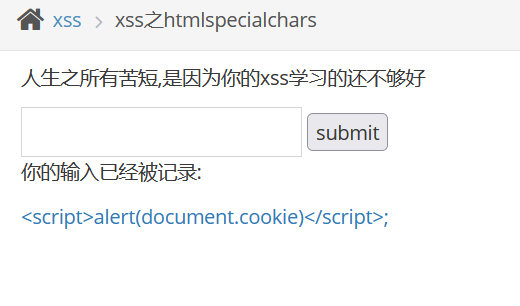 xss > xss之htmlspecialchars
人生之所有苦短,是因为你的xss学习的还不够好
submit
你的输入已经被记录:
<script>alert(document.cookie)</script>;